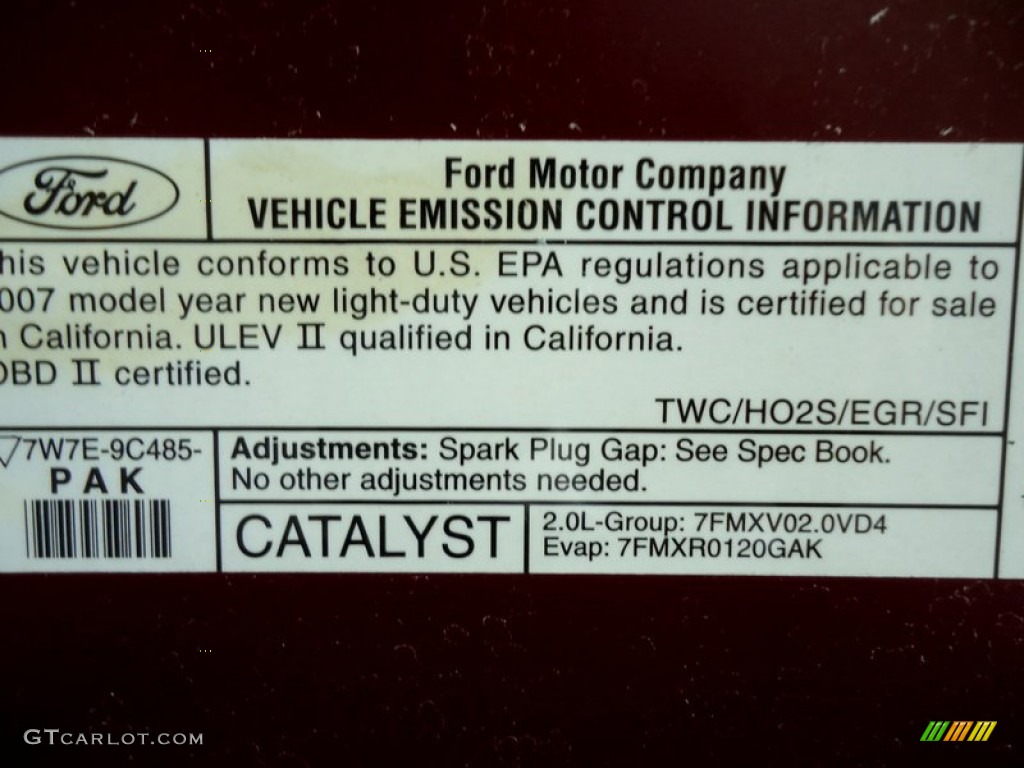 Ford
Ford Motor Company
VEHICLE EMISSION CONTROL INFORMATION
his vehicle conforms to U.S. EPA regulations applicable to
007 model year new light-duty vehicles and is certified for sale
n California. ULEV II qualified in California.
OBD II certified.
TWC/HO2S/EGR/SFI
7W7E-9C485-
PAK
Adjustments: Spark Plug Gap: See Spec Book.
No other adjustments needed.
CATALYST
2.0L-Group: 7FMXV02.0VD4
Evap: 7FMXR0120GAK
GTCARLOT.COM